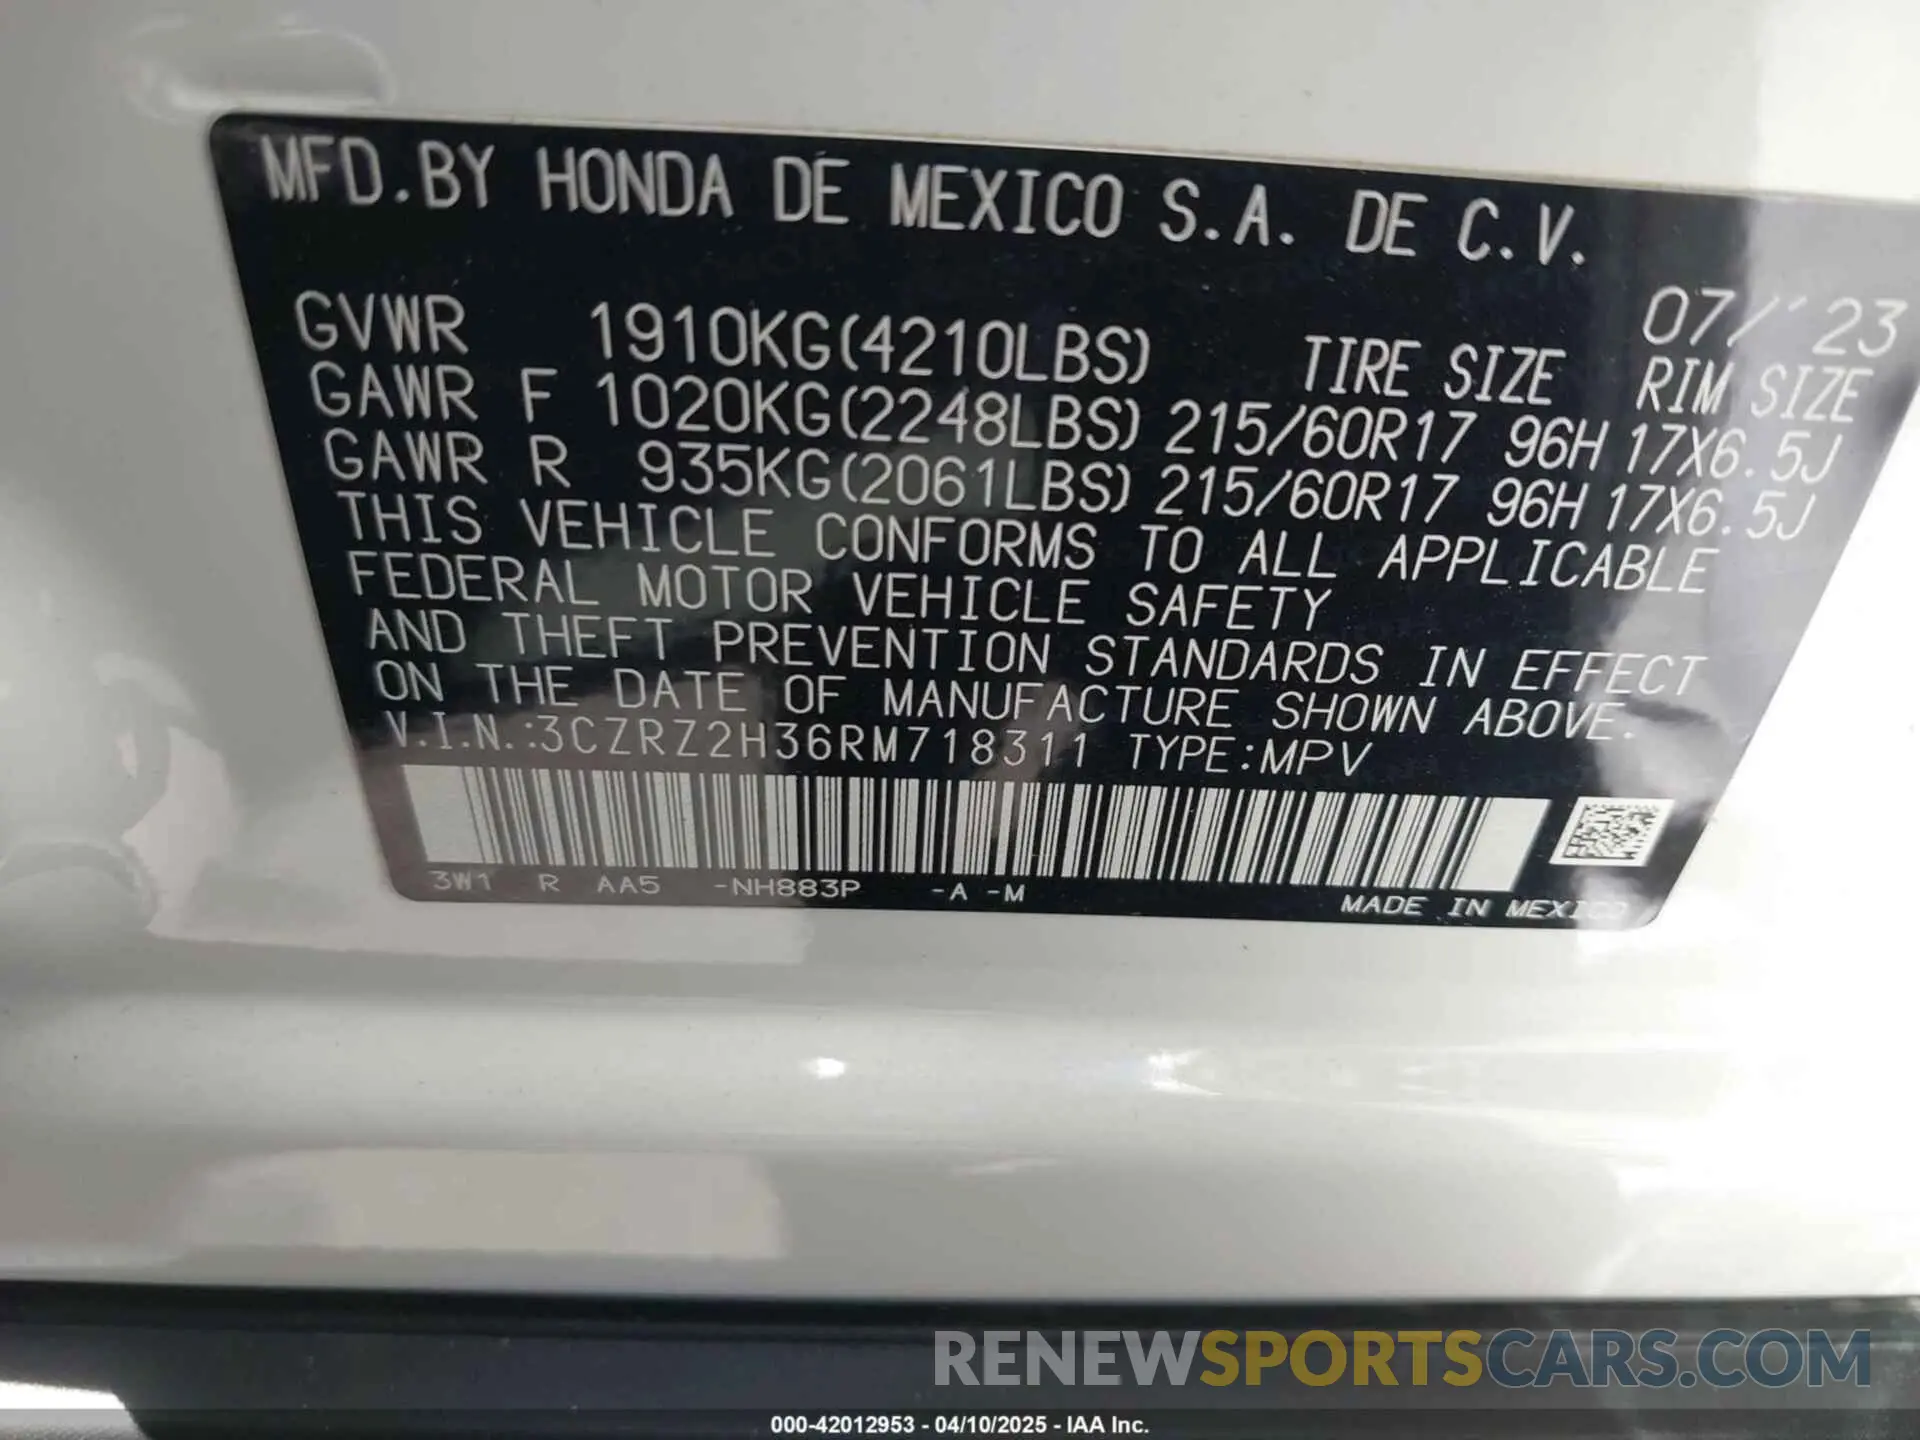 MFD.BY HONDA DE MEXICO S.A. DE C.V.
07/'23
GVWR 1910KG(4210LBS) TIRE SIZE RIM SIZE
GAWR F 1020KG(2248LBS) 215/60R17 96H 17X6.5J
GAWR R 935KG(2061LBS) 215/60R17 96H 17X6.5J
THIS VEHICLE CONFORMS TO ALL APPLICABLE
FEDERAL MOTOR VEHICLE SAFETY
AND THEFT PREVENTION STANDARDS IN EFFECT
ON THE DATE OF MANUFACTURE SHOWN ABOVE.
V.I.N.:3CZRZ2H36RM718311 TYPE:MPV
3W1 R AA5 -NH883P -A -M
MADE IN MEXICO
RENEWSPORTSCARS.COM
000-42012953 - 04/10/2025 - IAA Inc.